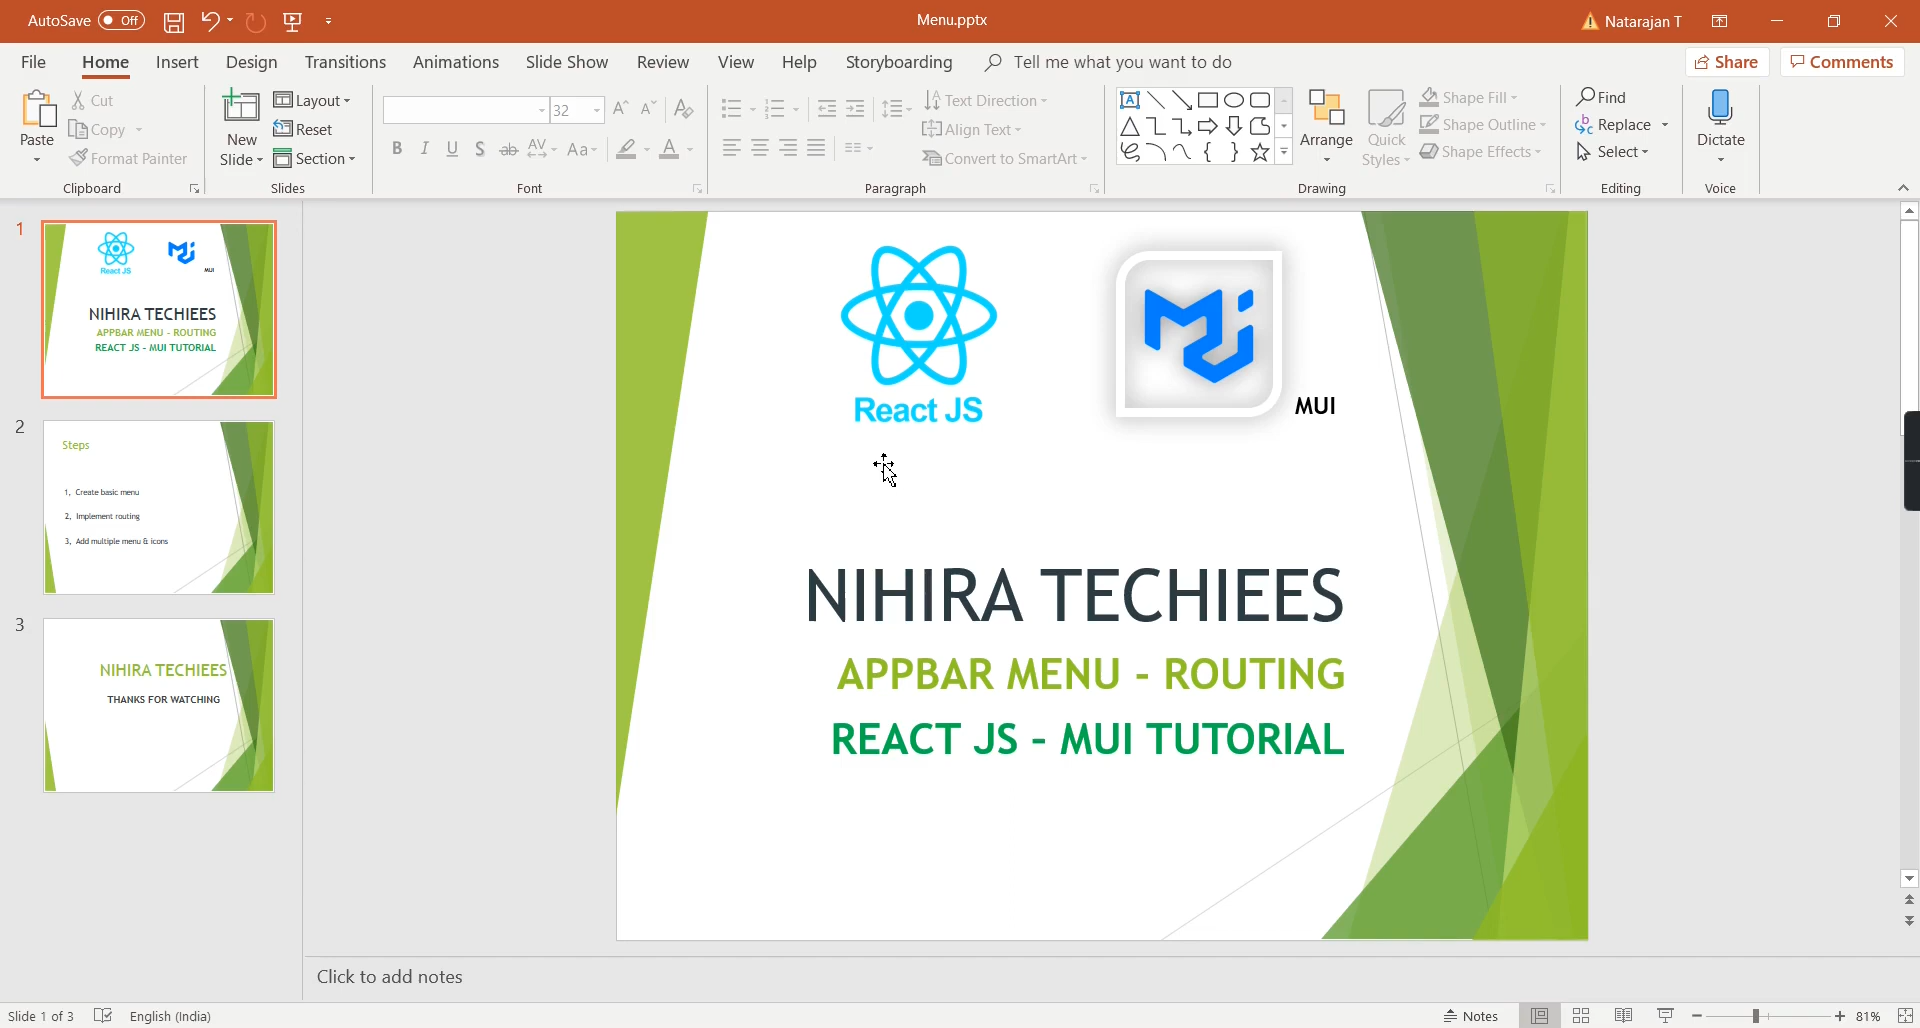 AutoSave Off
Menu.pptx
Natarajan T
File Home Insert Design Transitions Animations Slide Show Review View Help Storyboarding Tell me what you want to do
Share Comments
Paste
Cut
Copy
Format Painter
Clipboard
New Slide
Layout
Reset
Section
Slides
32
B I U S ab AV Aa A
Font
Text Direction
Align Text
Convert to SmartArt
Paragraph
Arrange
Quick Styles
Shape Fill
Shape Outline
Shape Effects
Drawing
Find
Replace
Select
Editing
Dictate
Voice
1
React JS
MUI
NIHIRA TECHIEES
APPBAR MENU - ROUTING
REACT JS - MUI TUTORIAL
2
Steps
1, Create basic menu
2, Implement routing
3, Add multiple menu & icons
3
NIHIRA TECHIEES
THANKS FOR WATCHING
React JS
MUI
NIHIRA TECHIEES
APPBAR MENU - ROUTING
REACT JS - MUI TUTORIAL
Click to add notes
Slide 1 of 3 English (India)
Notes 81%